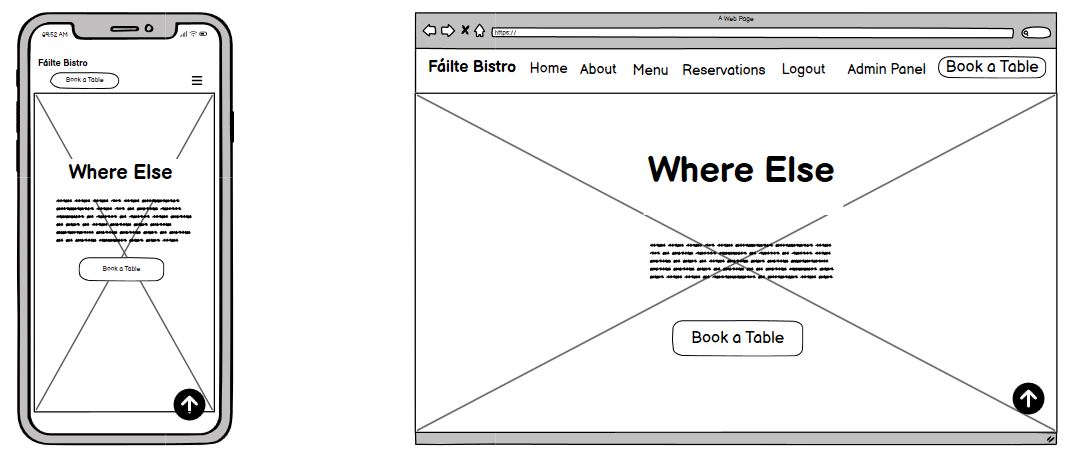 09:52 AM
Fáilte Bistro
Book a Table
Where Else
Book a Table
A Web Page
https://
Fáilte Bistro Home About Menu Reservations Logout Admin Panel Book a Table
Where Else
Book a Table